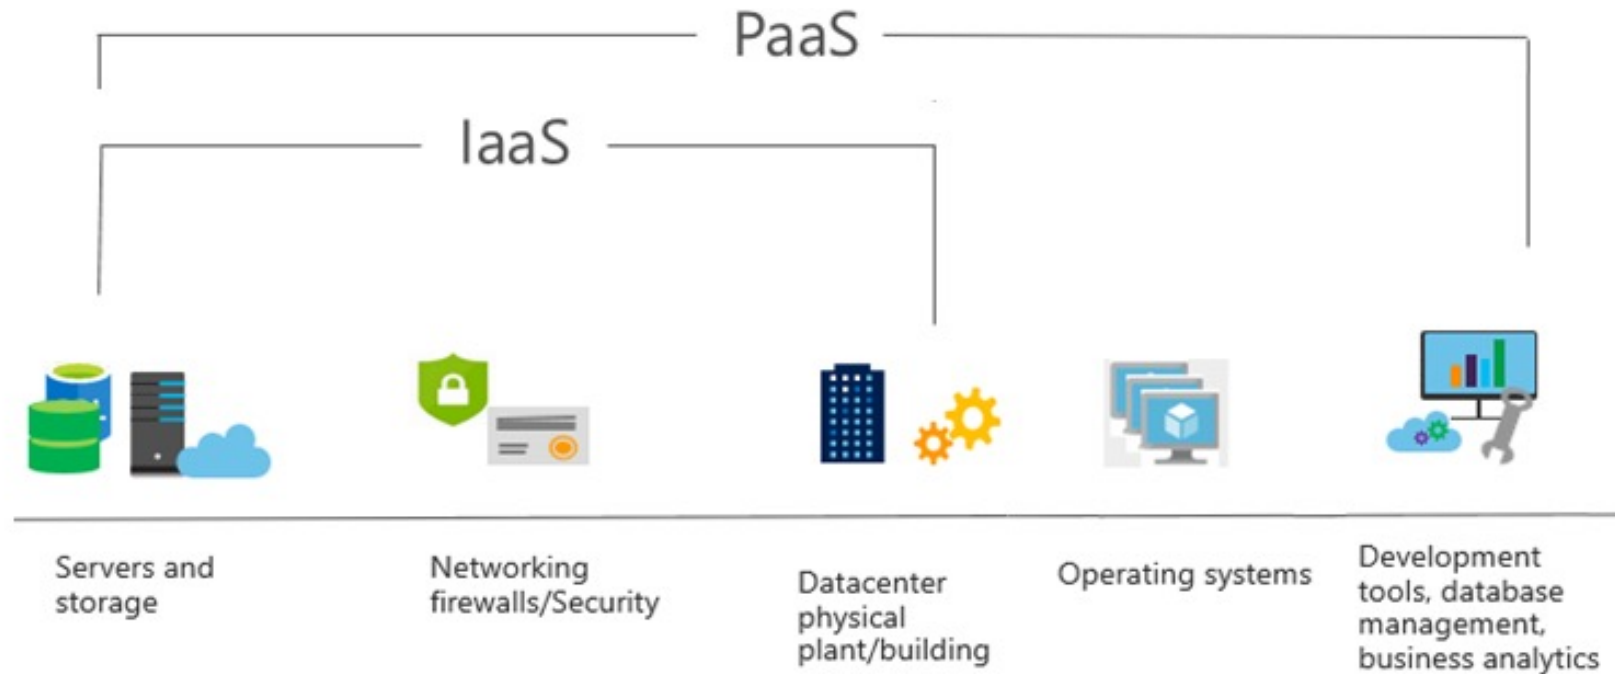 PaaS
IaaS
Servers and
storage
Networking
firewalls/Security
Datacenter
physical
plant/building
Operating systems
Development
tools, database
management,
business analytics